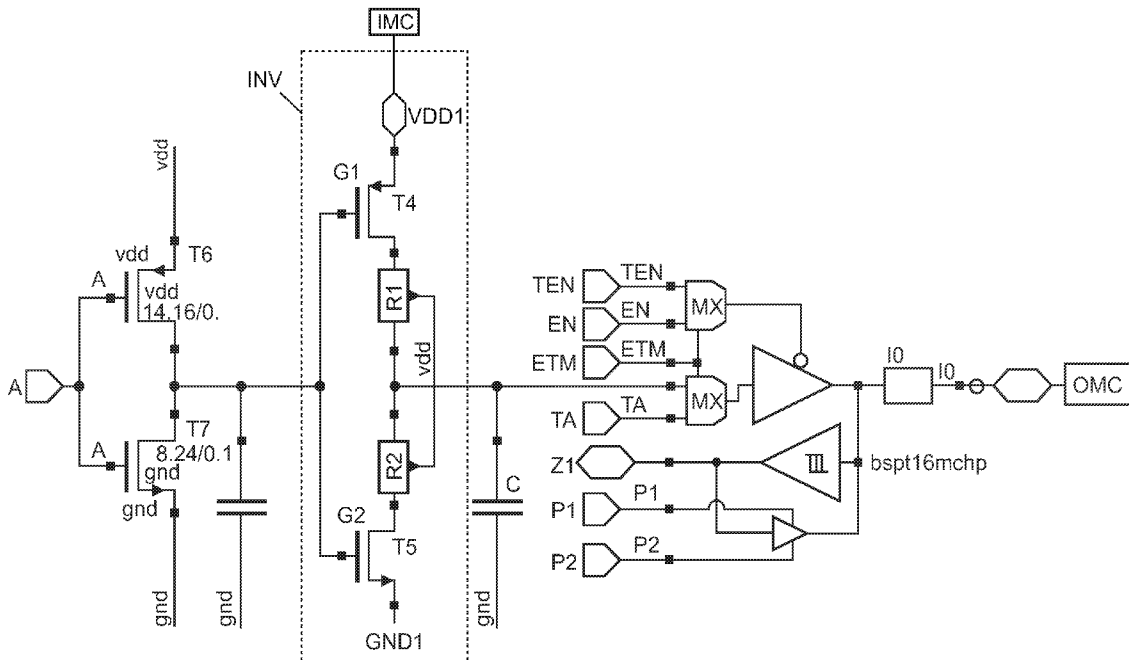 IMC
INV
VDD1
vdd
G1
T4
T6
vdd
A
vdd
14.16/0.
R1
vdd
TEN
TEN
MX
EN
EN
ETM
ETM
A
I0
I0
OMC
MX
TA
TA
A
T7
8.24/0.1
gnd
gnd
R2
Z1
bspt16mchp
C
P1
P1
G2
T5
P2
P2
gnd
gnd
GND1
gnd